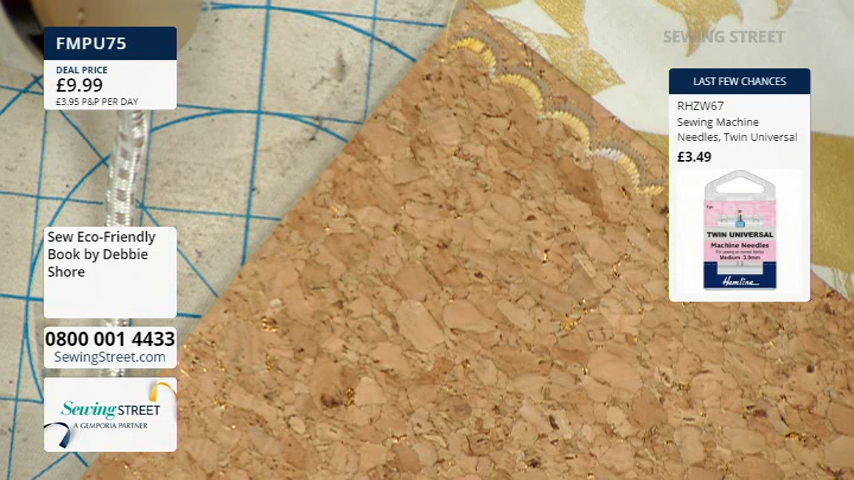 FMPU75
DEAL PRICE
£9.99
£3.95 P&P PER DAY
Sew Eco-Friendly
Book by Debbie
Shore
0800 001 4433
SewingStreet.com
Sewing STREET
A GEMPORIA PARTNER
SEWING STREET
LAST FEW CHANCES
RHZW67
Sewing Machine
Needles, Twin Universal
£3.49
TWIN UNIVERSAL
Machine Needles
Medium 3.0mm
Hemline